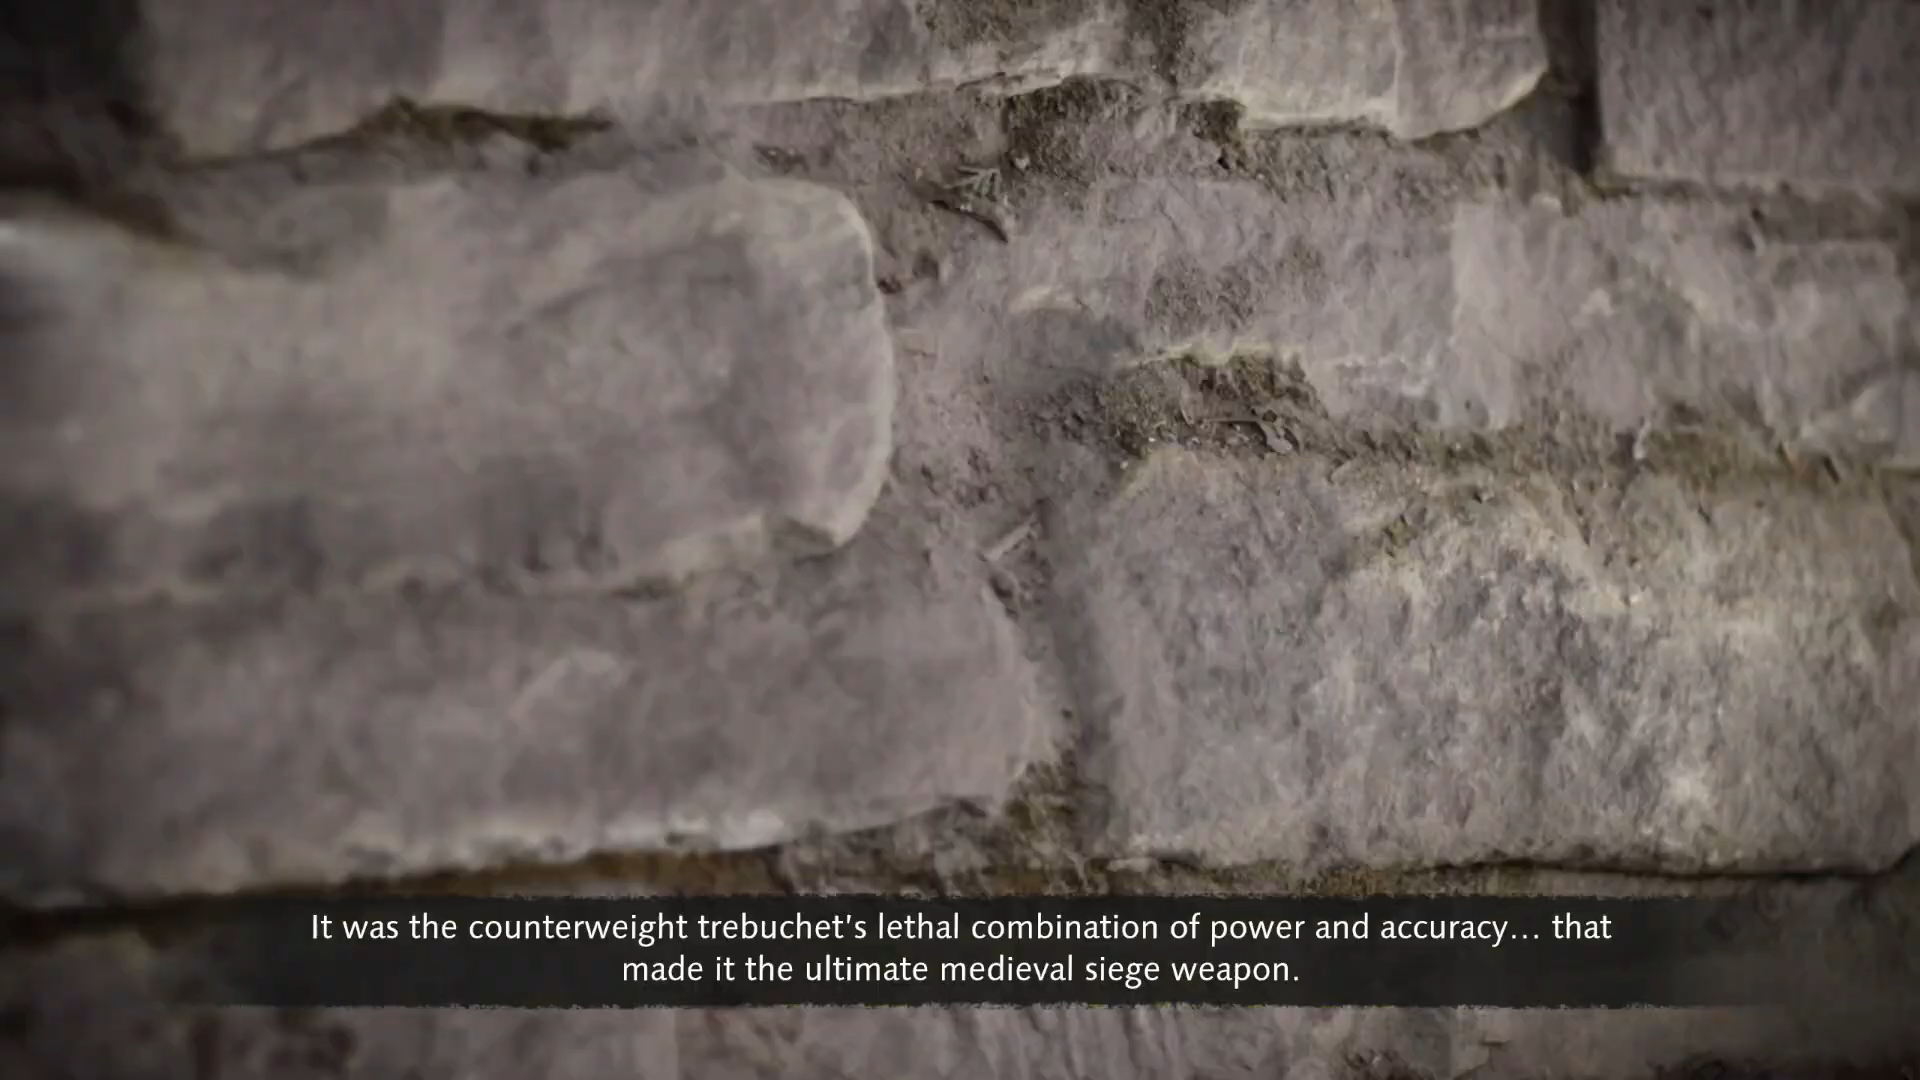 It was the counterweight trebuchet's lethal combination of power and accuracy… that
made it the ultimate medieval siege weapon.